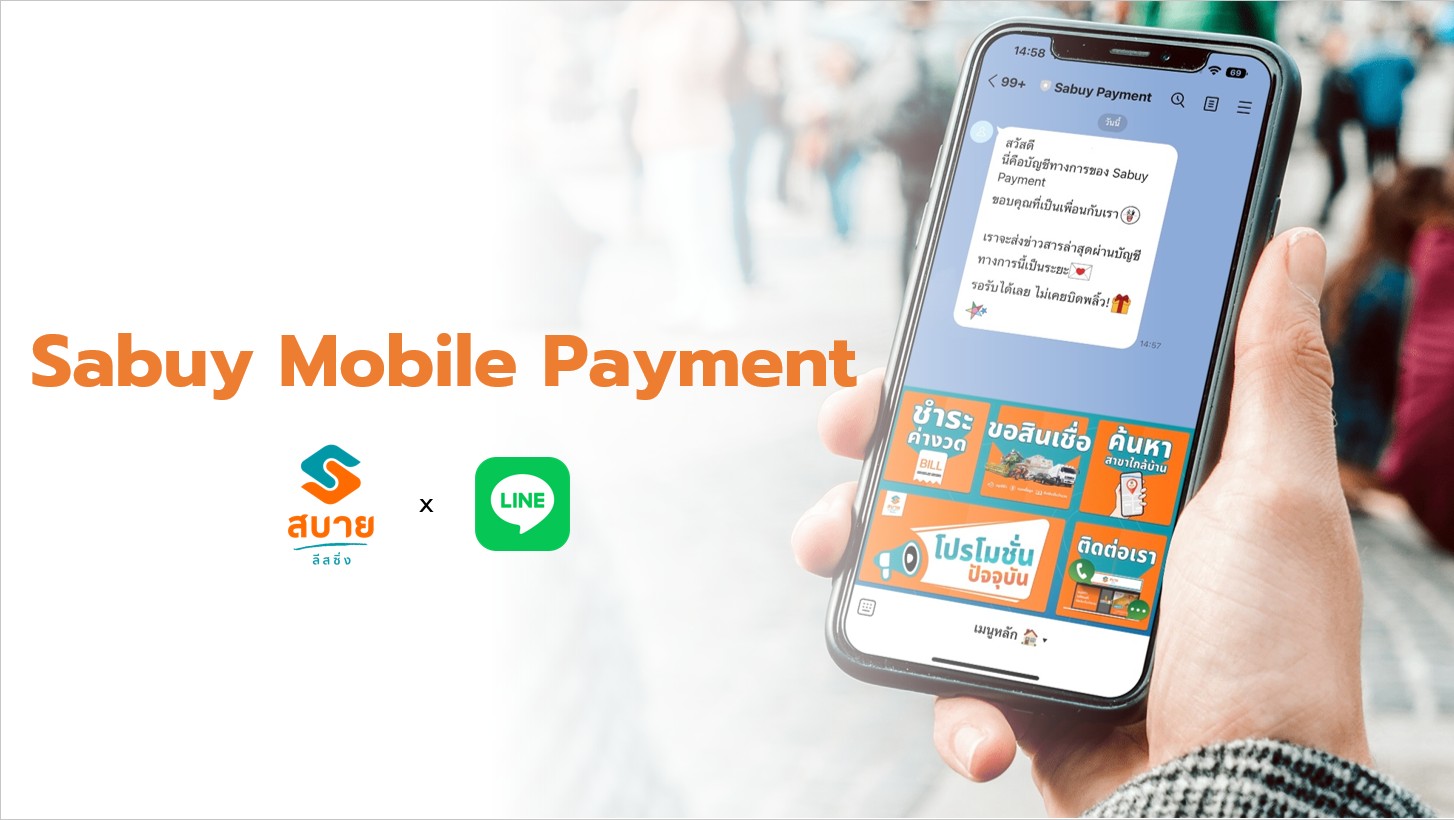 Sabuy Mobile Payment
สบาย
ลีสซิ่ง
x
LINE
14:58
69
99+
Sabuy Payment
วันนี้
สวัสดี
นี่คือบัญชีทางการของ Sabuy
Payment
ขอบคุณที่เป็นเพื่อนกับเรา
เราจะส่งข่าวสารล่าสุดผ่านบัญชี
ทางการนี้เป็นระยะ
รอรับได้เลย ไม่เคยบิดพลิ้ว!
14:57
ชำระ
ค่างวด
BILL
ขอสินเชื่อ
ค้นหา
สาขาใกล้บ้าน
โปรโมชั่น
ปัจจุบัน
ติดต่อเรา
เมนูหลัก